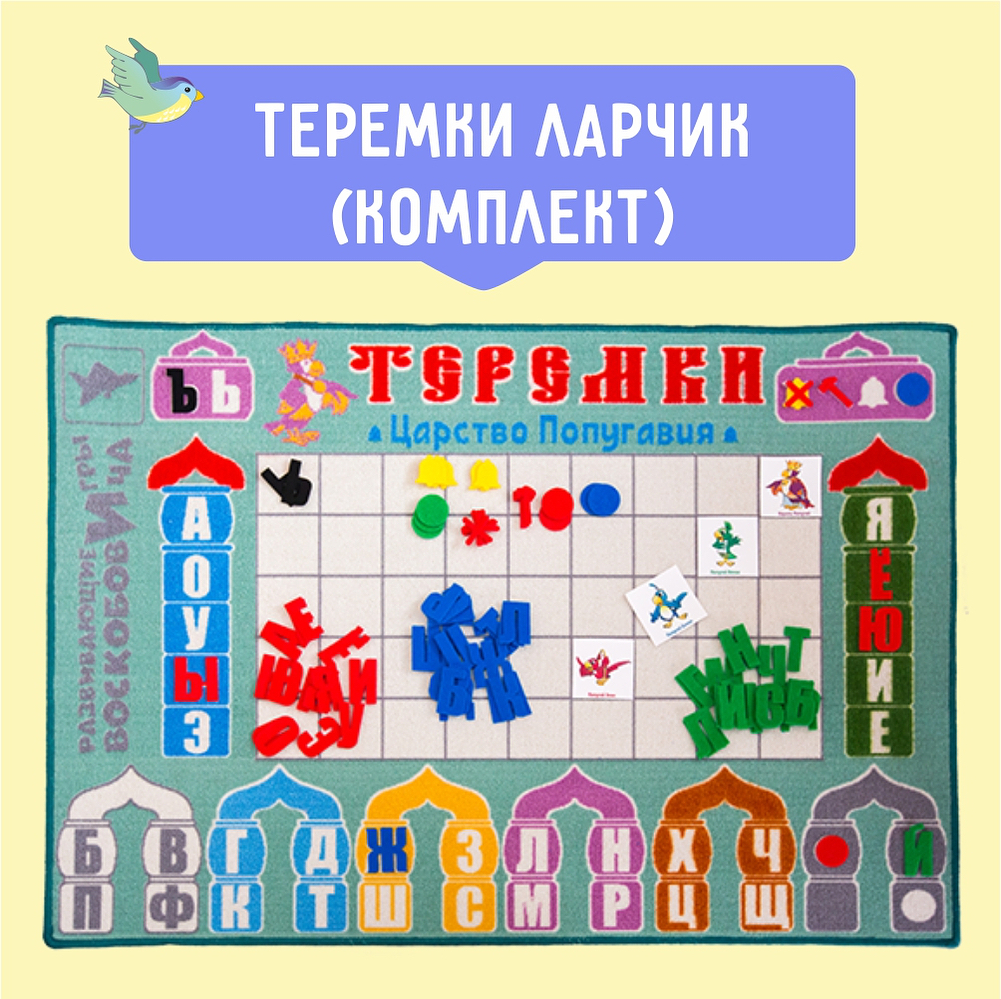 ТЕРЕМКИ ЛАРЧИК
(КОМПЛЕКТ)
ТЕРЕМКИ
Царство Попугавия
РАЗВИВАЮЩИЕ ИГРЫ
ВОСКОБОВИЧА
Ъ Ь
А
О
У
Ы
Э
Я
Ё
Ю
И
Е
Б В Г Д Ж З Л Н Х Ч Й
П Ф К Т Ш С М Р Ц Щ